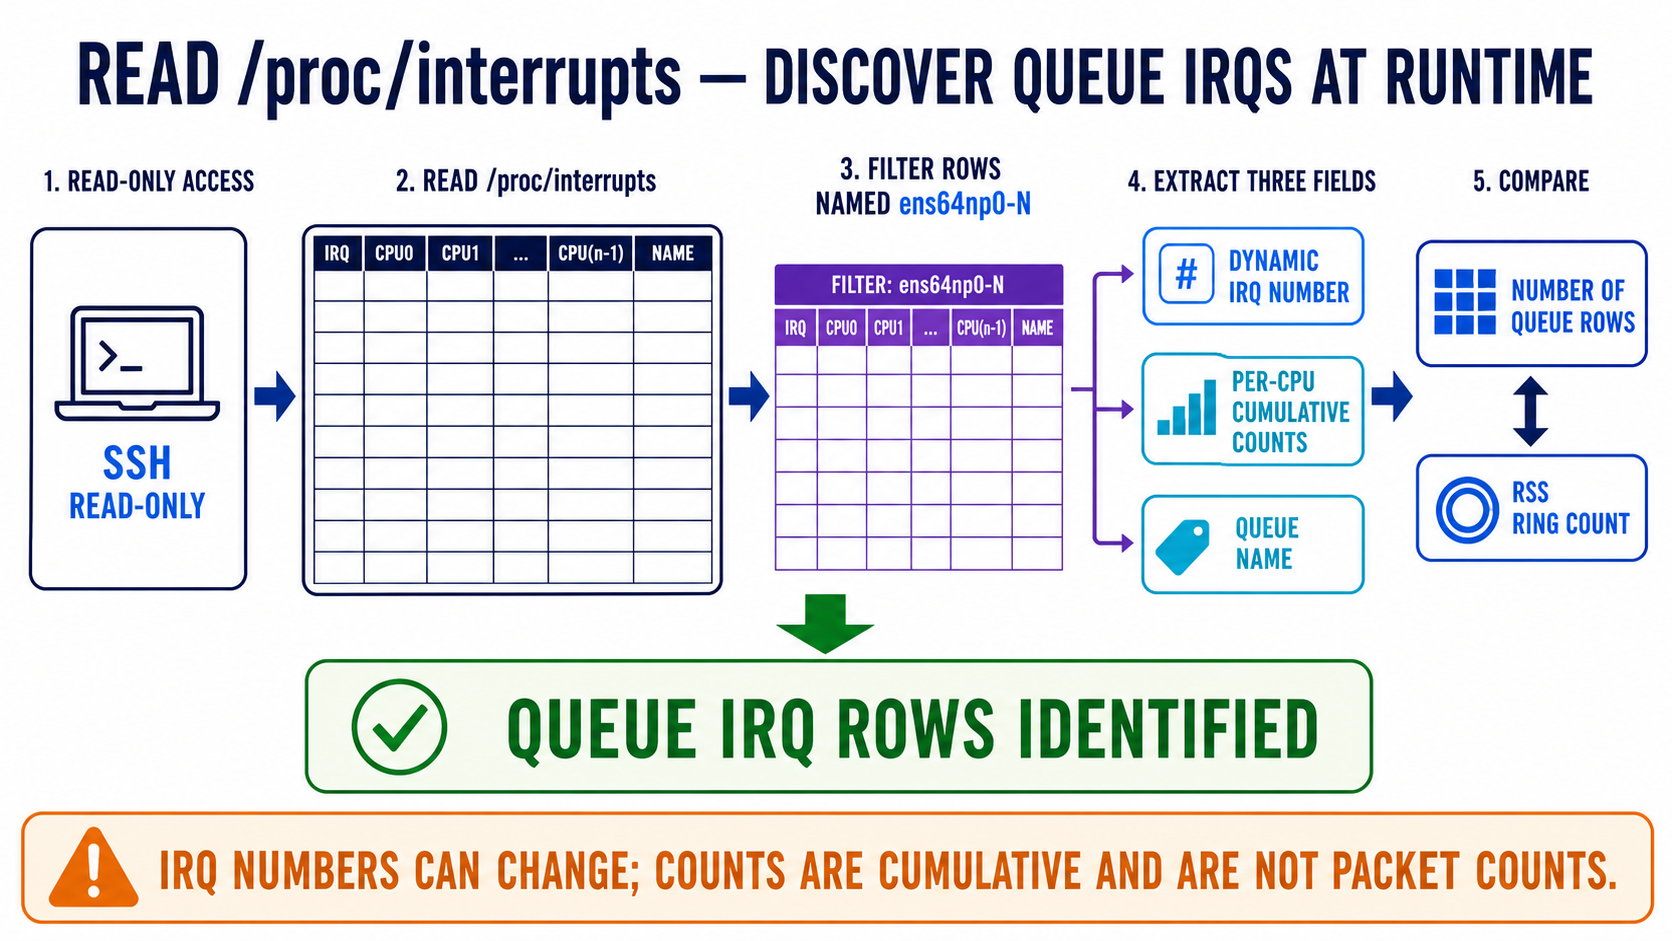 READ /proc/interrupts — DISCOVER QUEUE IRQS AT RUNTIME
1. READ-ONLY ACCESS
>_
SSH
READ-ONLY
2. READ /proc/interrupts
IRQ CPU0 CPU1 ... CPU(n-1) NAME
3. FILTER ROWS
NAMED ens64np0-N
FILTER: ens64np0-N
IRQ CPU0 CPU1 ... CPU(n-1) NAME
4. EXTRACT THREE FIELDS
#
DYNAMIC
IRQ NUMBER
PER-CPU
CUMULATIVE
COUNTS
QUEUE
NAME
5. COMPARE
NUMBER OF
QUEUE ROWS
RSS
RING COUNT
QUEUE IRQ ROWS IDENTIFIED
! IRQ NUMBERS CAN CHANGE; COUNTS ARE CUMULATIVE AND ARE NOT PACKET COUNTS.